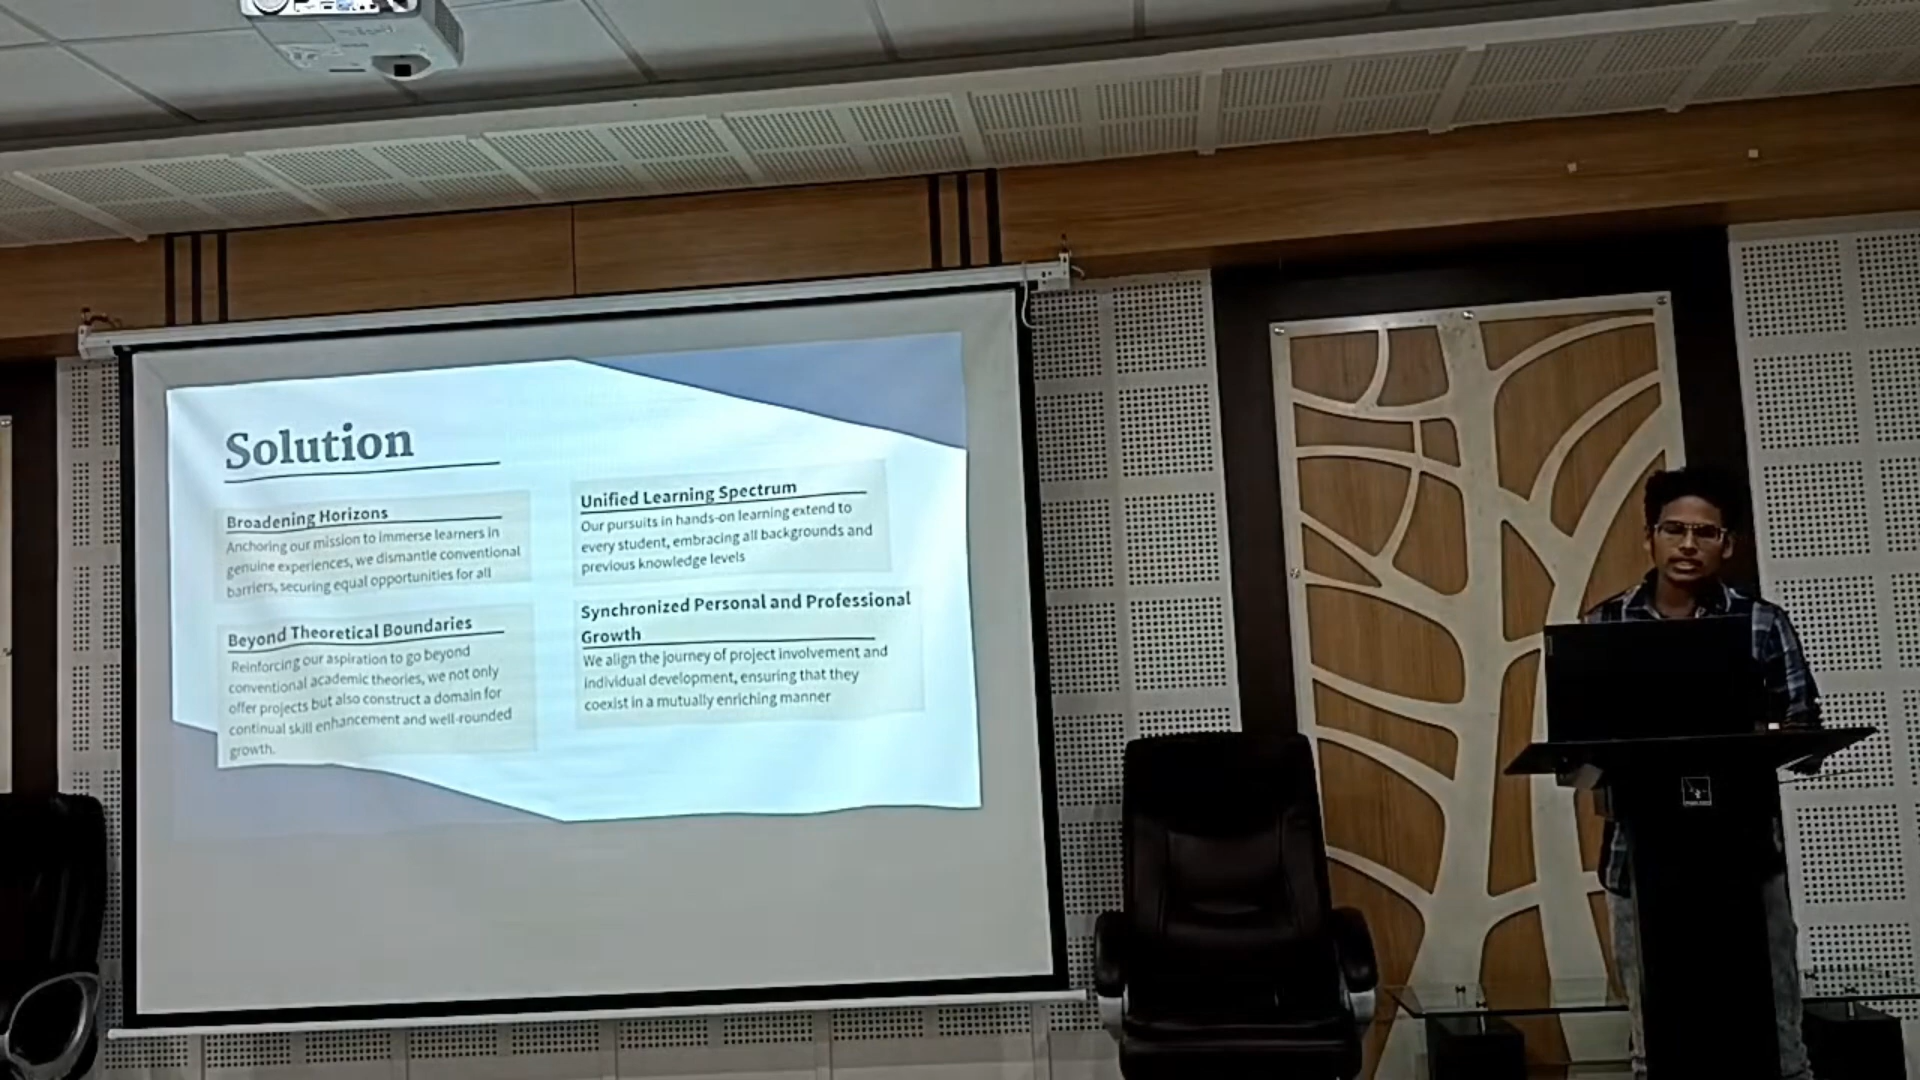 Solution
Broadening Horizons
Anchoring our mission to immerse learners in
genuine experiences, we dismantle conventional
barriers, securing equal opportunities for all
Beyond Theoretical Boundaries
Reinforcing our aspiration to go beyond
conventional academic theories, we not only
offer projects but also construct a domain for
continual skill enhancement and well-rounded
growth.
Unified Learning Spectrum
Our pursuits in hands-on learning extend to
every student, embracing all backgrounds and
previous knowledge levels
Synchronized Personal and Professional
Growth
We align the journey of project involvement and
individual development, ensuring that they
coexist in a mutually enriching manner